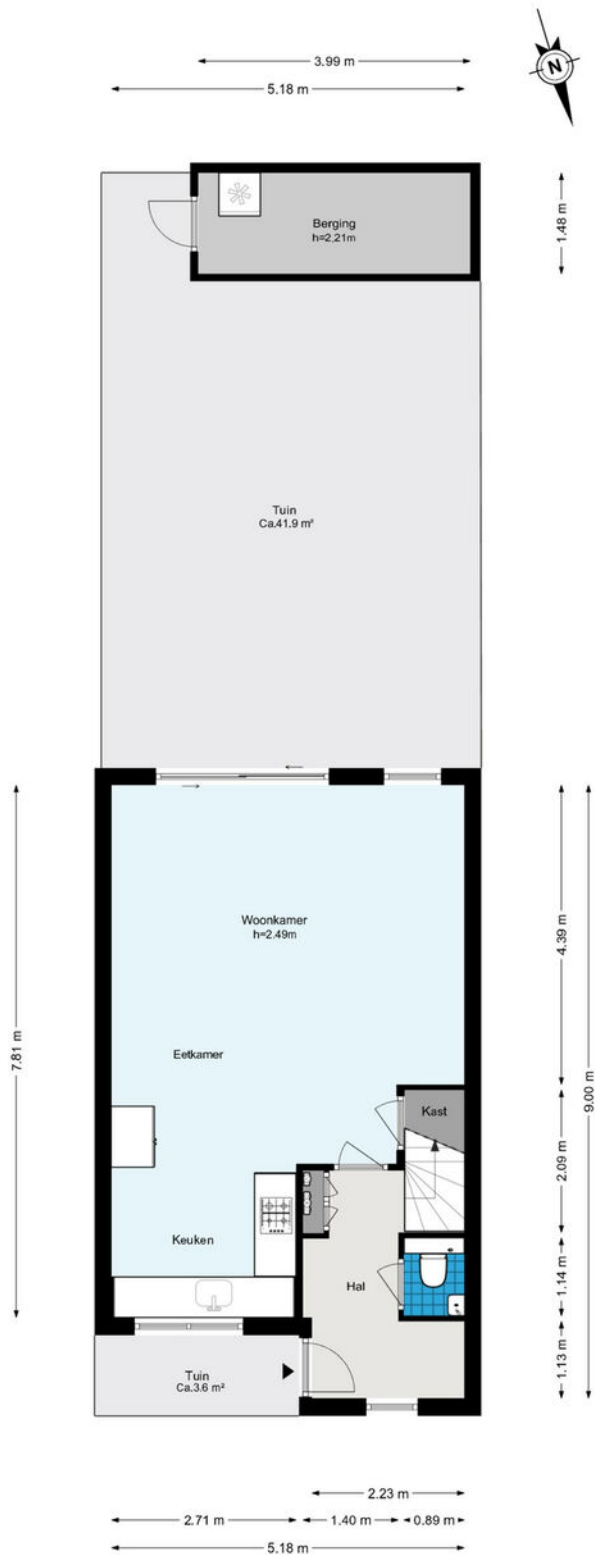 3.99 m
5.18 m
N
Berging
h=2,21m
1.48 m
Tuin
Ca.41.9 m²
Woonkamer
h=2.49m
4.39 m
Eetkamer
7.81 m
9.00 m
Kast
2.09 m
Keuken
Hal
1.14 m
1.13 m
Tuin
Ca.3.6 m²
2.23 m
2.71 m
1.40 m
0.89 m
5.18 m